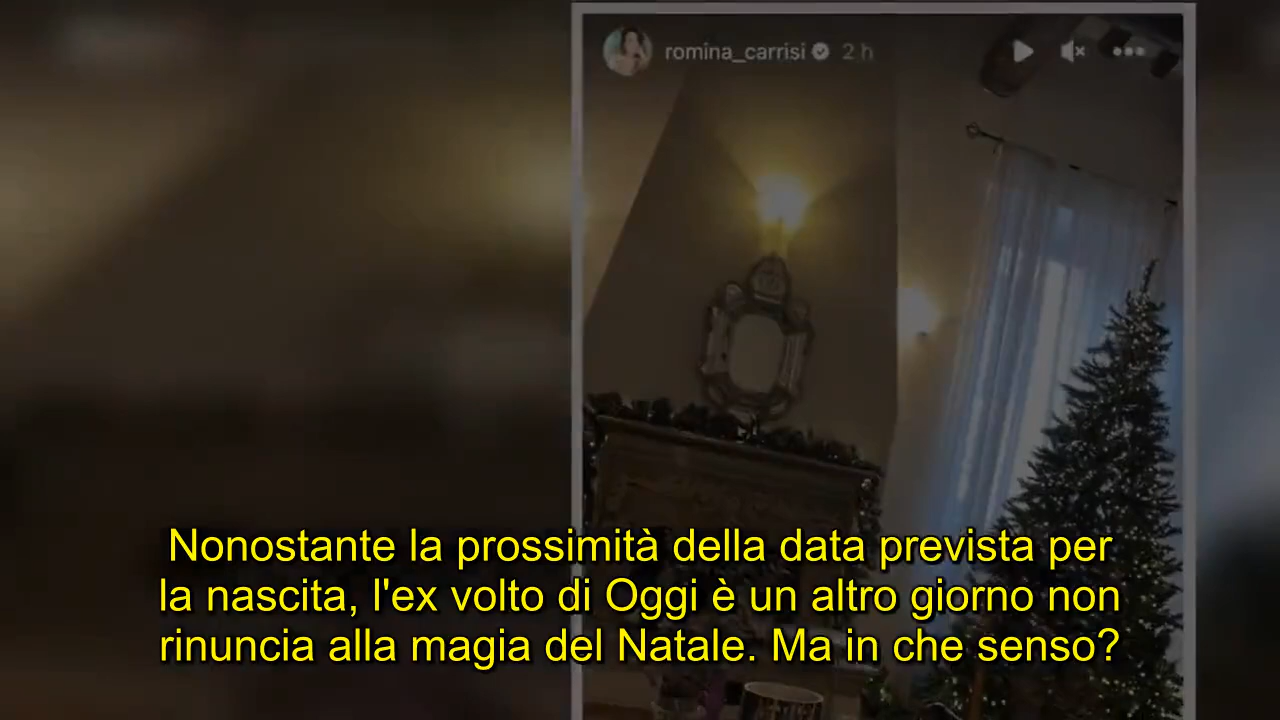 romina_carrisi 2 h
Nonostante la prossimità della data prevista per
la nascita, l'ex volto di Oggi è un altro giorno non
rinuncia alla magia del Natale. Ma in che senso?